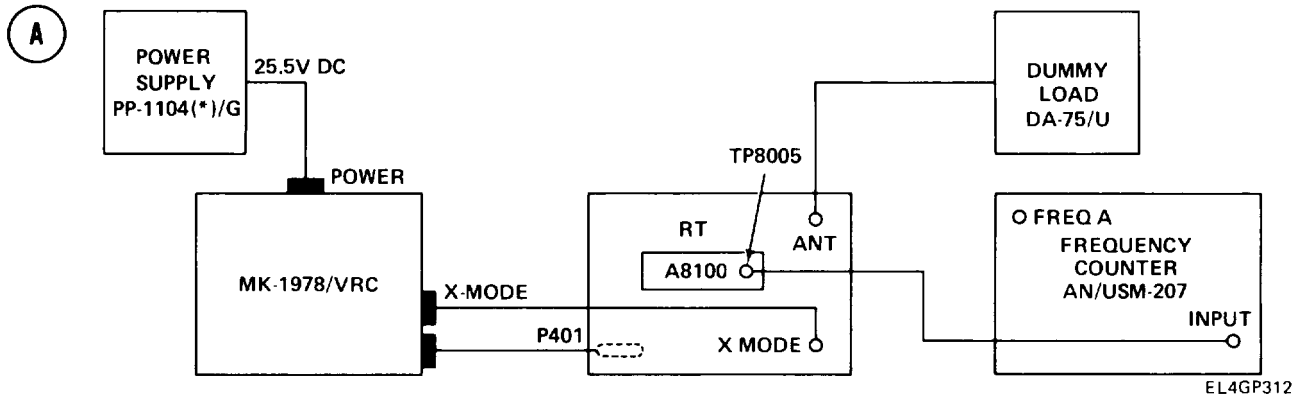 A
POWER
SUPPLY
PP-1104(*)/G
25.5V DC
POWER
MK-1978/VRC
X-MODE
P401
TP8005
RT
A8100
ANT
X MODE
DUMMY
LOAD
DA-75/U
FREQ A
FREQUENCY
COUNTER
AN/USM-207
INPUT
EL4GP312